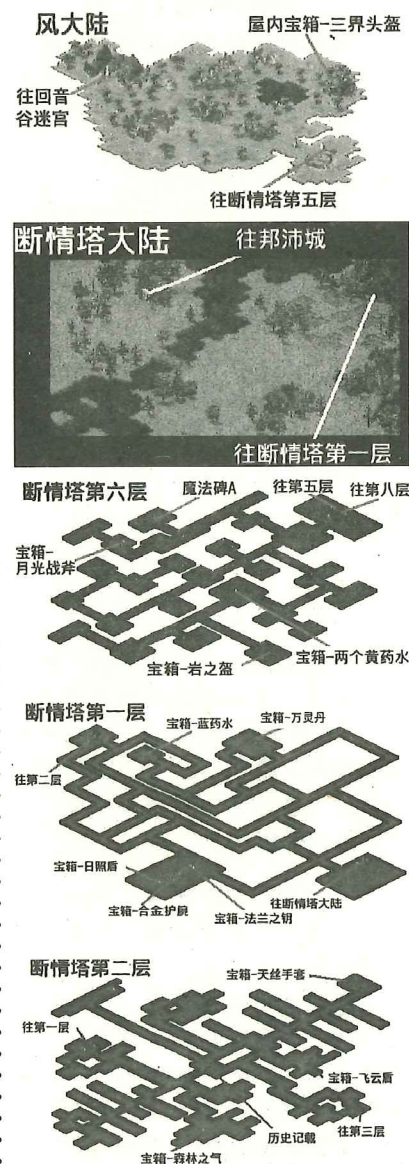 风大陆
屋内宝箱-三界头盔
往回音
谷迷宫
往断情塔第五层
断情塔大陆
往邦沛城
往断情塔第一层
断情塔第六层
魔法碑A
往第五层
往第八层
宝箱-
月光战斧
宝箱-岩之盔
宝箱-两个黄药水
断情塔第一层
宝箱-蓝药水
宝箱-万灵丹
往第二层
宝箱-日照盾
宝箱-合金护腕
宝箱-法兰之钥
往断情塔大陆
断情塔第二层
宝箱-天丝手套
往第一层
宝箱-飞云盾
历史记载
往第三层
宝箱-森林之气